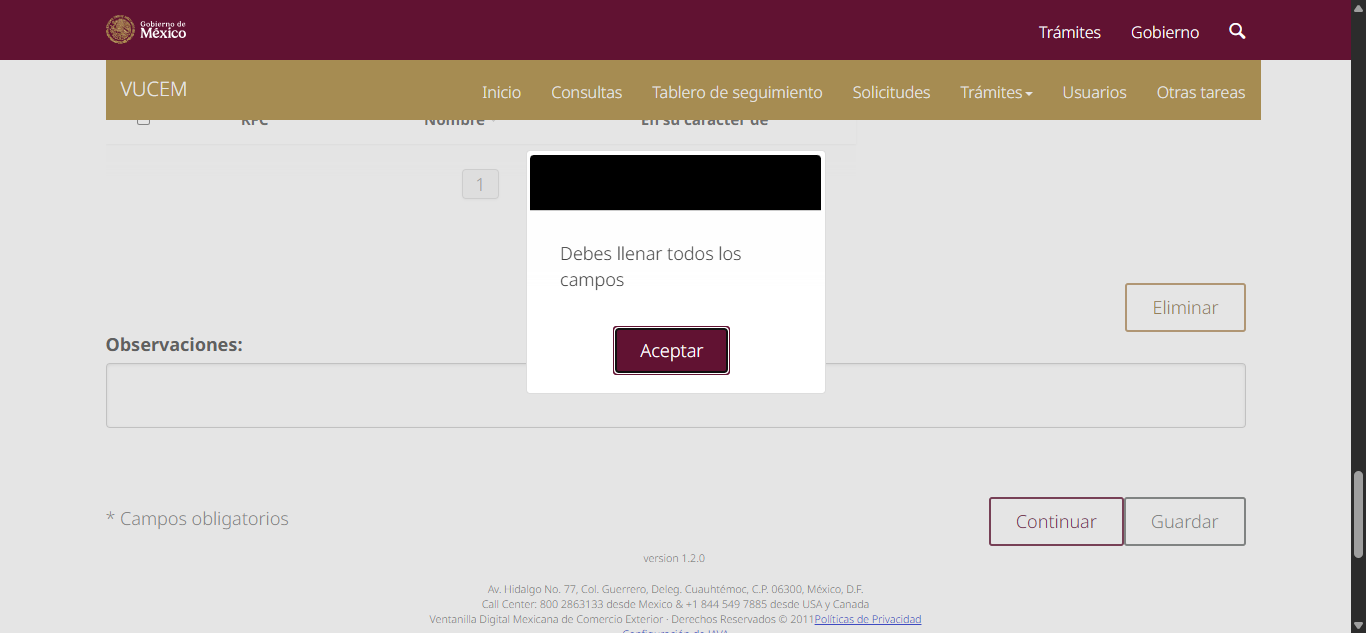 Gobierno de
México
Trámites Gobierno
VUCEM Inicio Consultas Tablero de seguimiento Solicitudes Trámites Usuarios Otras tareas
RFC Nombre En su carácter de
1
Debes llenar todos los
campos
Aceptar
Eliminar
Observaciones:
* Campos obligatorios Continuar Guardar
version 1.2.0
Av. Hidalgo No. 77, Col. Guerrero, Deleg. Cuauhtémoc, C.P. 06300, México, D.F.
Call Center: 800 2863133 desde Mexico & +1 844 549 7885 desde USA y Canada
Ventanilla Digital Mexicana de Comercio Exterior · Derechos Reservados © 2011Políticas de Privacidad
Configuración de JAVA